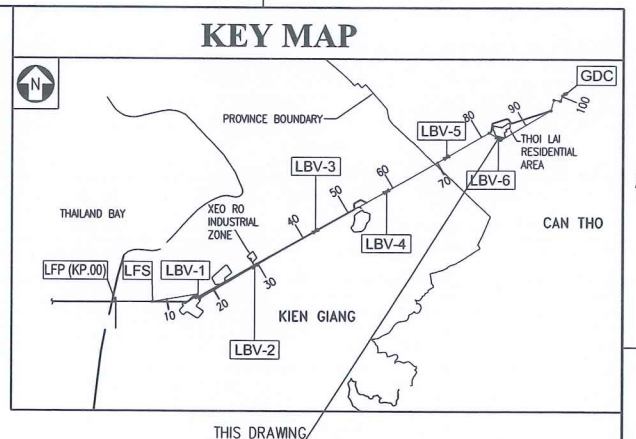 KEY MAP
N
GDC
PROVINCE BOUNDARY
80
90
100
LBV-5
THOI LAI
RESIDENTIAL
AREA
LBV-3
60
70
LBV-6
50
THAILAND BAY
XEO RO
INDUSTRIAL
ZONE
40
LBV-4
CAN THO
LFP (KP.00)
LFS
LBV-1
30
20
10
KIEN GIANG
LBV-2
THIS DRAWING